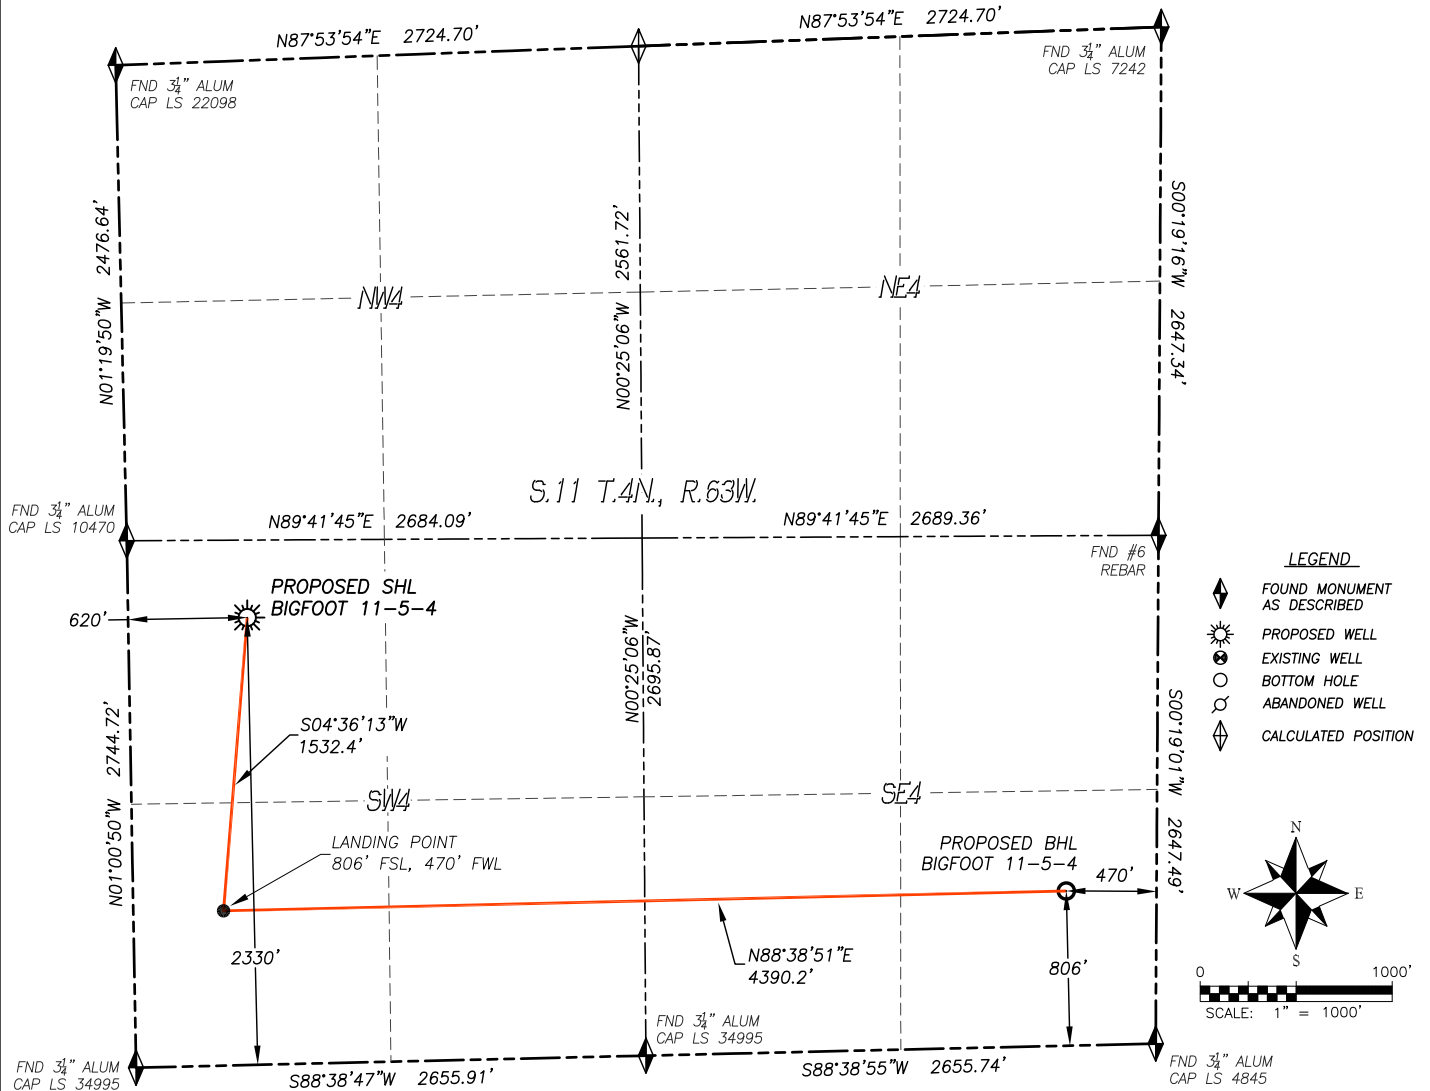 N87°53'54"E 2724.70'
N87°53'54"E 2724.70'
FND 3¼" ALUM
CAP LS 22098
FND 3¼" ALUM
CAP LS 7242
N01°19'50"W 2476.64'
N00°25'06"W 2561.72'
S00°19'16"W 2647.34'
NW4
NE4
S.11 T.4N., R.63W.
FND 3¼" ALUM
CAP LS 10470
N89°41'45"E 2684.09'
N89°41'45"E 2689.36'
FND #6
REBAR
PROPOSED SHL
BIGFOOT 11-5-4
620'
N01°00'50"W 2744.72'
S04°36'13"W
1532.4'
N00°25'06"W
2695.87'
S00°19'01"W 2647.49'
SW4
SE4
LANDING POINT
806' FSL, 470' FWL
PROPOSED BHL
BIGFOOT 11-5-4
470'
2330'
N88°38'51"E
4390.2'
806'
FND 3¼" ALUM
CAP LS 34995
FND 3¼" ALUM
CAP LS 34995
S88°38'47"W 2655.91'
S88°38'55"W 2655.74'
FND 3¼" ALUM
CAP LS 4845
LEGEND
FOUND MONUMENT
AS DESCRIBED
PROPOSED WELL
EXISTING WELL
BOTTOM HOLE
ABANDONED WELL
CALCULATED POSITION
N
W E
S
0 1000'
SCALE: 1" = 1000'